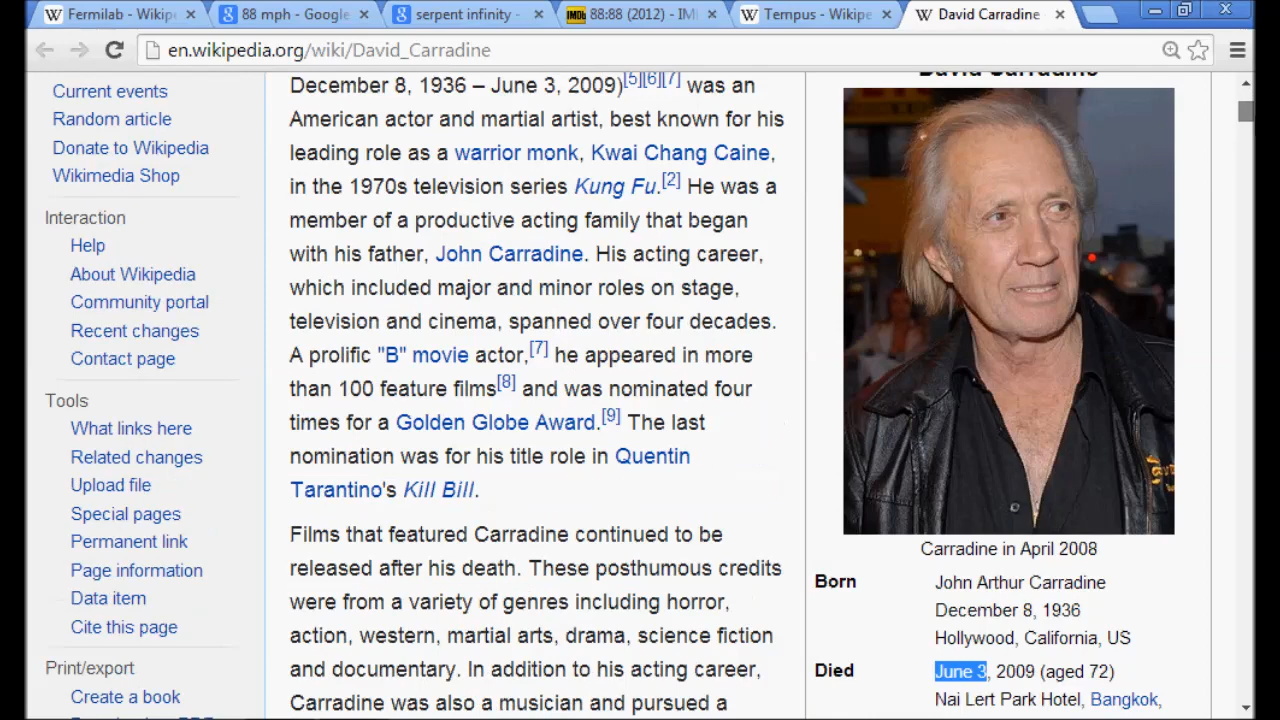 Fermilab - Wikip
88 mph - Google
serpent infinity -
88:88 (2012) - IM
Tempus - Wikipe
David Carradine
en.wikipedia.org/wiki/David_Carradine
Current events
Random article
Donate to Wikipedia
Wikimedia Shop
Interaction
Help
About Wikipedia
Community portal
Recent changes
Contact page
Tools
What links here
Related changes
Upload file
Special pages
Permanent link
Page information
Data item
Cite this page
Print/export
Create a book
December 8, 1936 – June 3, 2009)[5][6][7] was an
American actor and martial artist, best known for his
leading role as a warrior monk, Kwai Chang Caine,
in the 1970s television series Kung Fu.[2] He was a
member of a productive acting family that began
with his father, John Carradine. His acting career,
which included major and minor roles on stage,
television and cinema, spanned over four decades.
A prolific "B" movie actor,[7] he appeared in more
than 100 feature films[8] and was nominated four
times for a Golden Globe Award.[9] The last
nomination was for his title role in Quentin
Tarantino's Kill Bill.
Films that featured Carradine continued to be
released after his death. These posthumous credits
were from a variety of genres including horror,
action, western, martial arts, drama, science fiction
and documentary. In addition to his acting career,
Carradine was also a musician and pursued a
David Carradine
Carradine in April 2008
Born
John Arthur Carradine
December 8, 1936
Hollywood, California, US
Died
June 3, 2009 (aged 72)
Nai Lert Park Hotel, Bangkok,